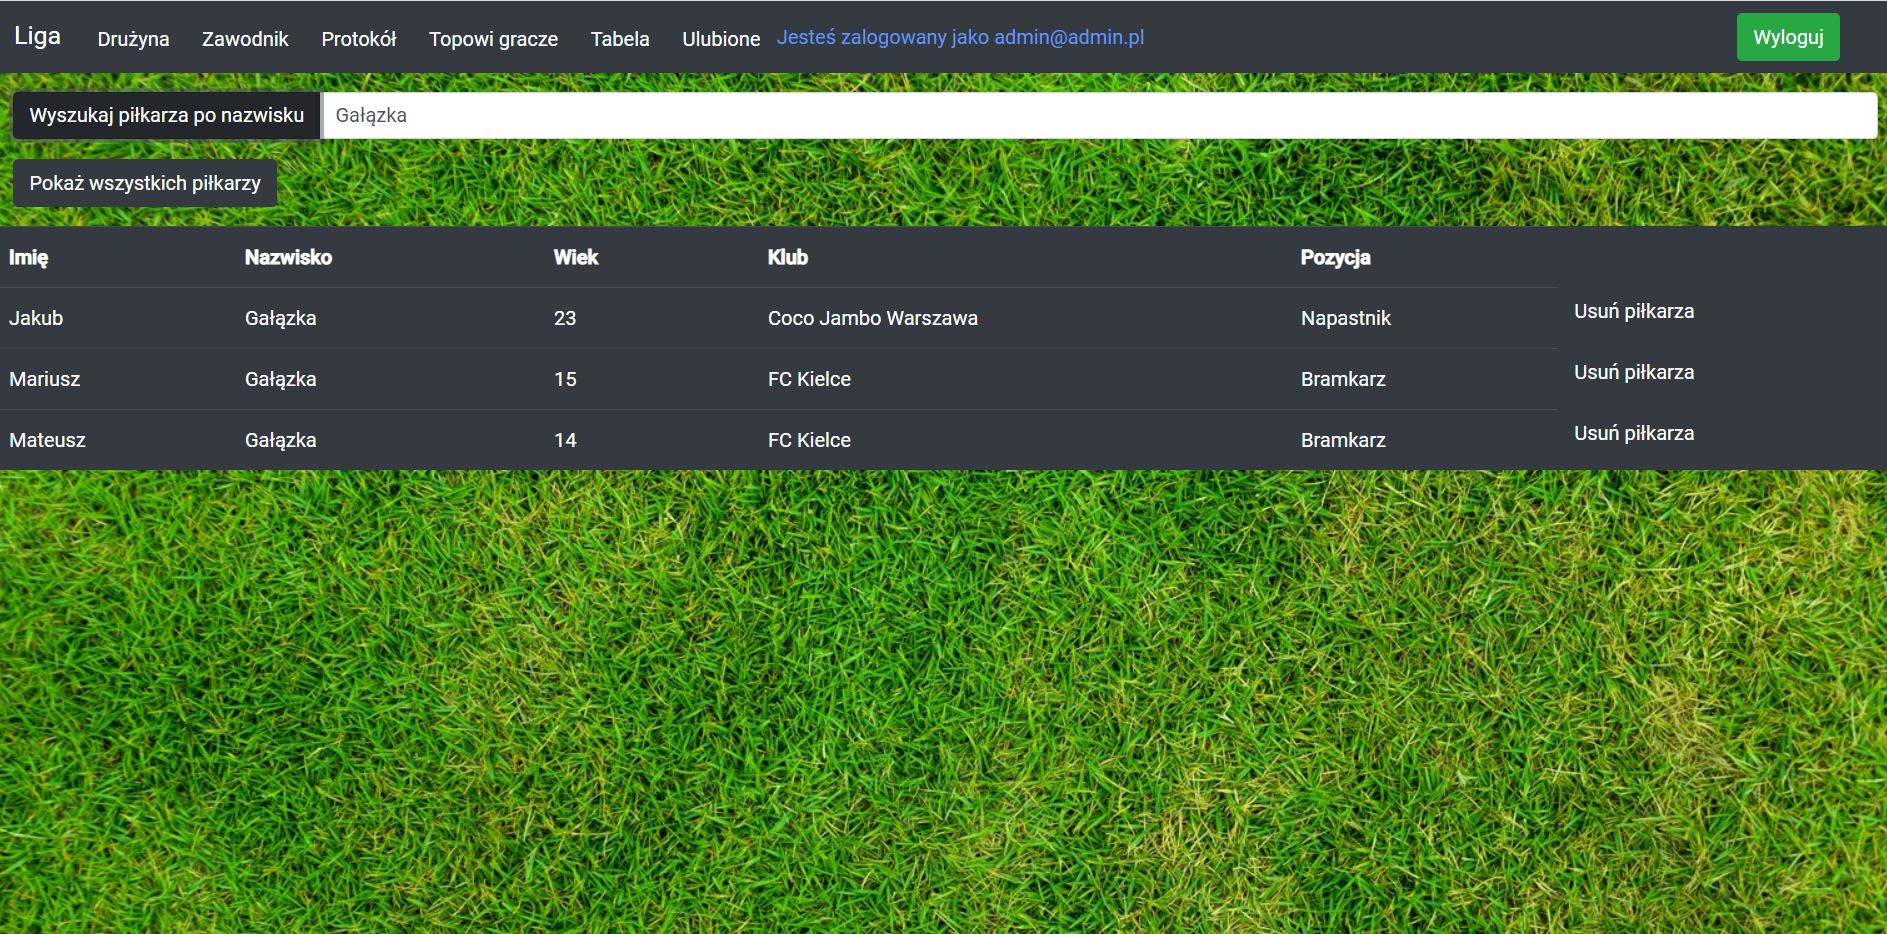 Liga Drużyna Zawodnik Protokół Topowi gracze Tabela Ulubione Jesteś zalogowany jako admin@admin.pl Wyloguj
Wyszukaj piłkarza po nazwisku Gałązka
Pokaż wszystkich piłkarzy
Imię Nazwisko Wiek Klub Pozycja
Jakub Gałązka 23 Coco Jambo Warszawa Napastnik Usuń piłkarza
Mariusz Gałązka 15 FC Kielce Bramkarz Usuń piłkarza
Mateusz Gałązka 14 FC Kielce Bramkarz Usuń piłkarza